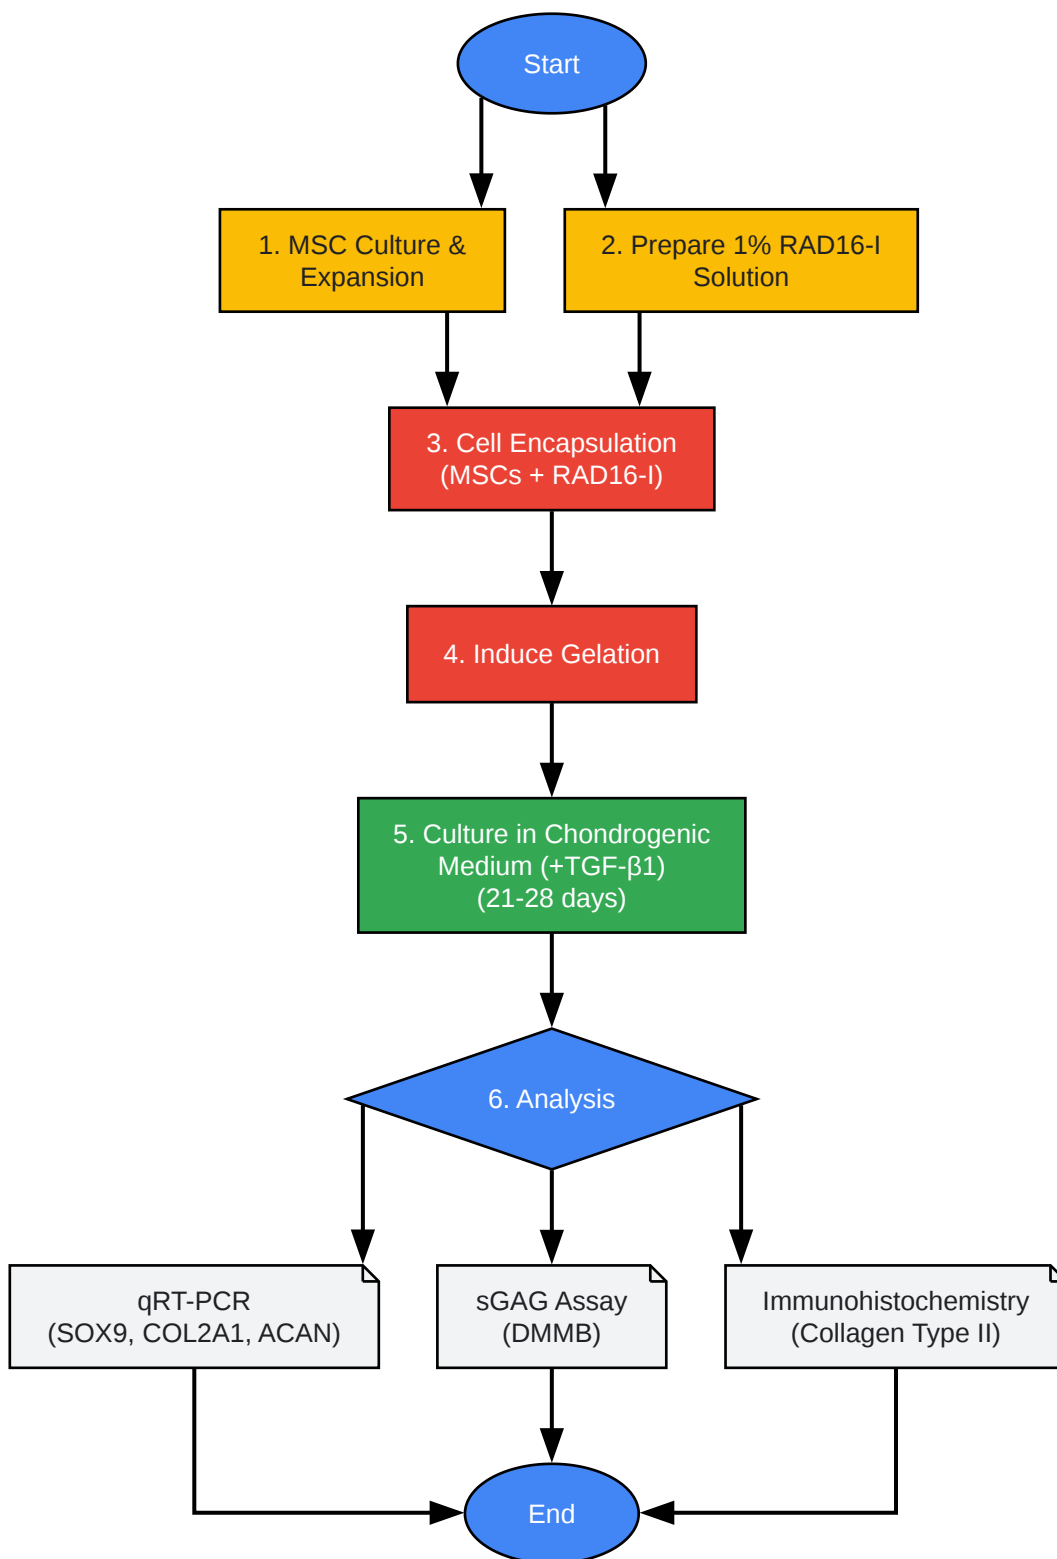 Start
1. MSC Culture &
Expansion
2. Prepare 1% RAD16-I
Solution
3. Cell Encapsulation
(MSCs + RAD16-I)
4. Induce Gelation
5. Culture in Chondrogenic
Medium (+TGF-β1)
(21-28 days)
6. Analysis
qRT-PCR
(SOX9, COL2A1, ACAN)
sGAG Assay
(DMMB)
Immunohistochemistry
(Collagen Type II)
End